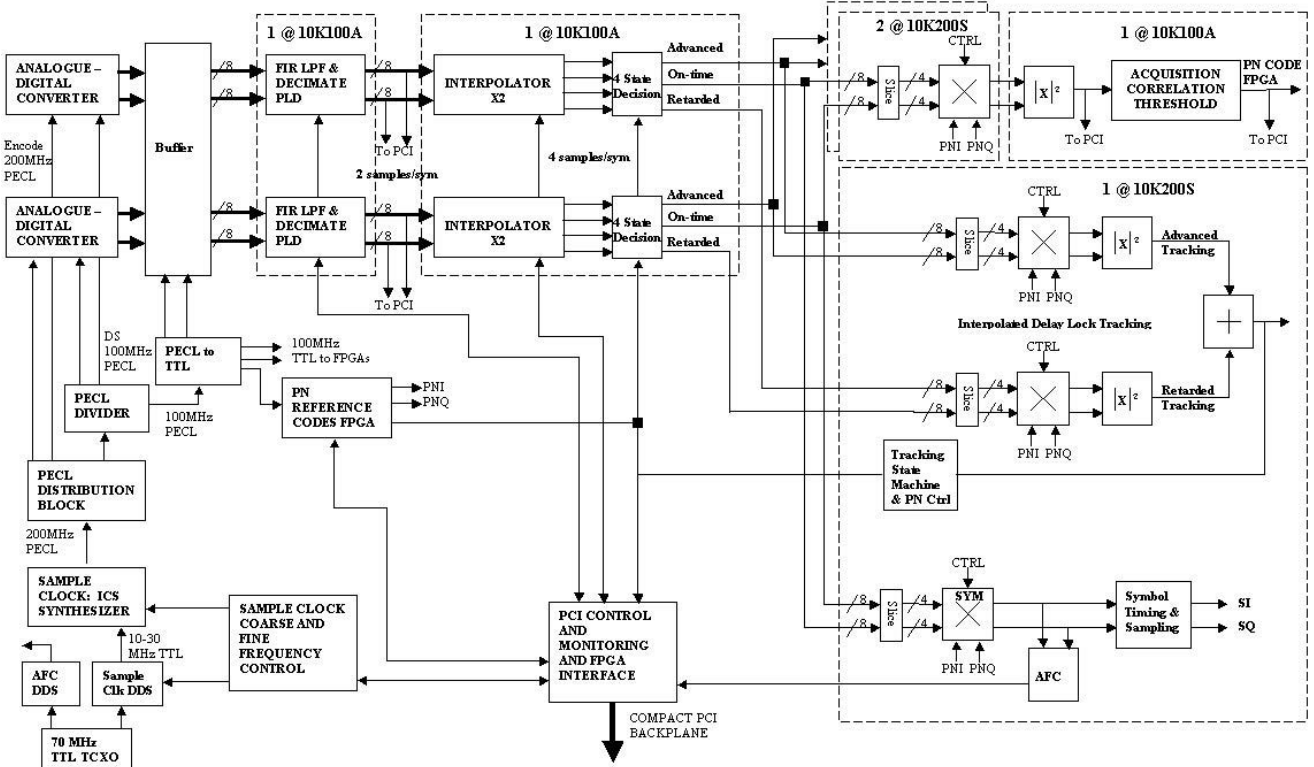 1 @ 10K100A
1 @ 10K100A
2 @ 10K200S
1 @ 10K100A
ANALOGUE –
DIGITAL
CONVERTER
Encode
200MHz
PECL
ANALOGUE –
DIGITAL
CONVERTER
Buffer
/8
/8
/8
/8
FIR LPF &
DECIMATE
PLD
FIR LPF &
DECIMATE
PLD
/8
/8
To PCI
2 samples/sym
To PCI
INTERPOLATOR
X2
4 samples/sym
INTERPOLATOR
X2
4 State
Decision
4 State
Decision
Advanced
On-time
Retarded
Advanced
On-time
Retarded
CTRL
/8
/8
Slice
/4
/4
PNI
PNQ
|X|²
To PCI
ACQUISITION
CORRELATION
THRESHOLD
PN CODE
FPGA
To PCI
1 @ 10K200S
CTRL
/8
/8
Slice
/4
/4
PNI PNQ
|X|²
Advanced
Tracking
Interpolated Delay Lock Tracking
+
CTRL
/8
/8
Slice
/4
/4
PNI PNQ
|X|²
Retarded
Tracking
Tracking
State
Machine
& PN Ctrl
DS
100MHz
PECL
PECL to
TTL
100MHz
TTL to FPGAs
PECL
DIVIDER
100MHz
PECL
PN
REFERENCE
CODES FPGA
PNI
PNQ
PECL
DISTRIBUTION
BLOCK
200MHz
PECL
SAMPLE
CLOCK: ICS
SYNTHESIZER
10-30
MHz TTL
SAMPLE CLOCK
COARSE AND
FINE
FREQUENCY
CONTROL
AFC
DDS
Sample
Clk DDS
70 MHz
TTL TCXO
PCI CONTROL
AND
MONITORING
AND FPGA
INTERFACE
COMPACT PCI
BACKPLANE
CTRL
/8
/8
Slice
/4
/4
SYM
PNI
PNQ
Symbol
Timing &
Sampling
SI
SQ
AFC